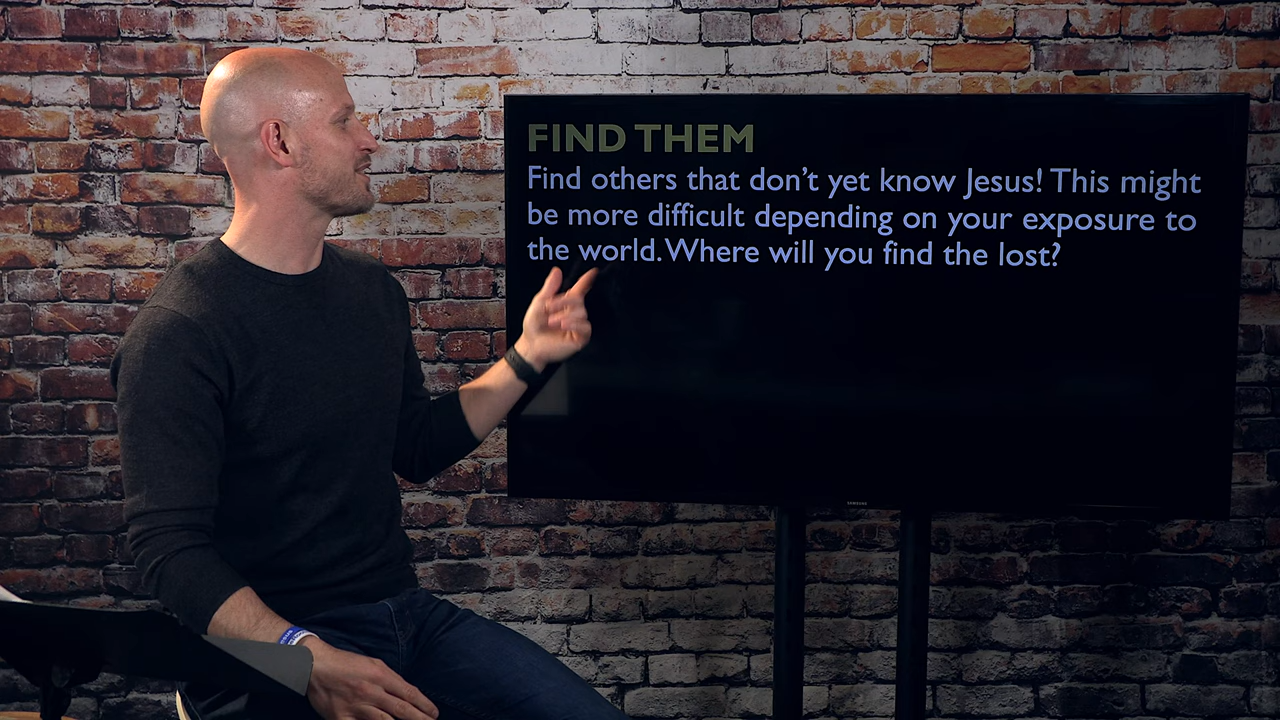 FIND THEM
Find others that don’t yet know Jesus! This might
be more difficult depending on your exposure to
the world. Where will you find the lost?
SAMSUNG